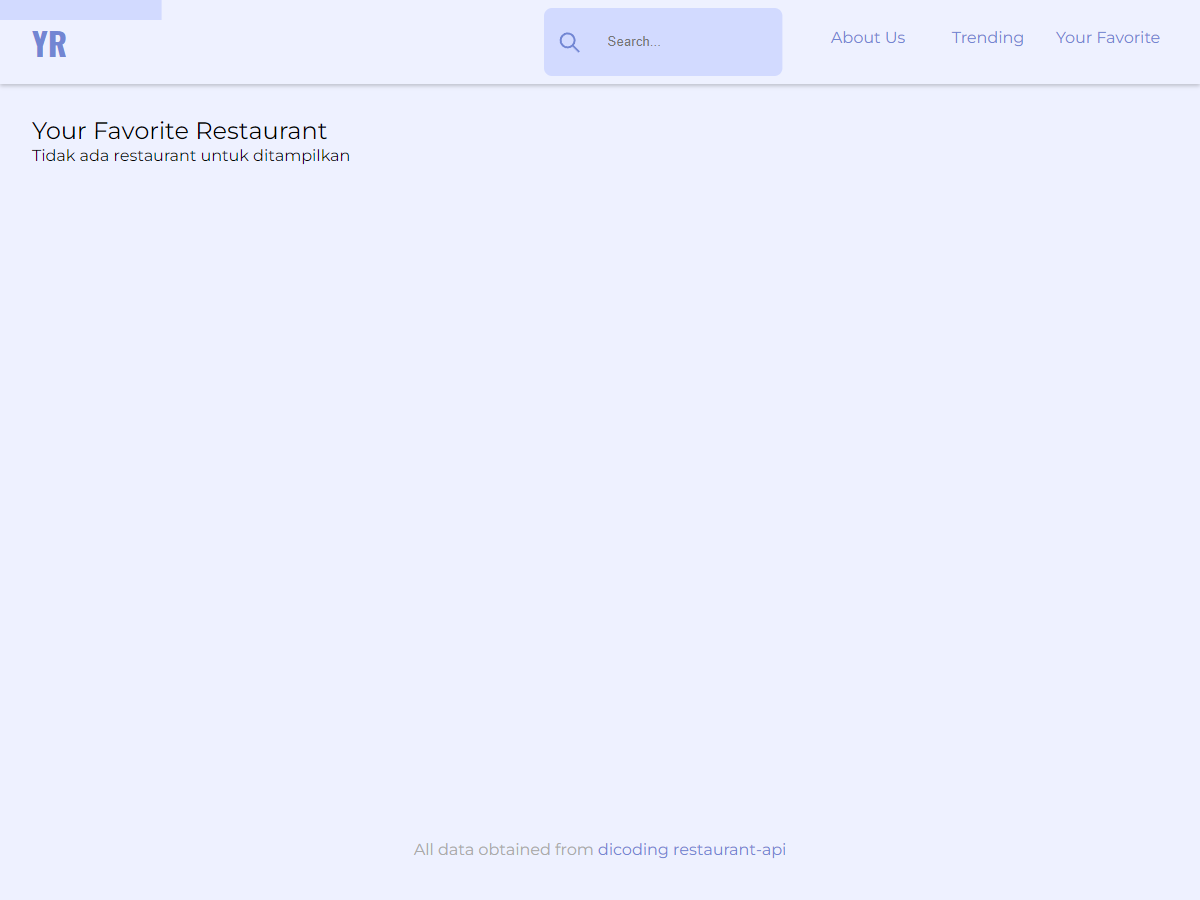 YR
Search...
About Us
Trending
Your Favorite
Your Favorite Restaurant
Tidak ada restaurant untuk ditampilkan
All data obtained from dicoding restaurant-api